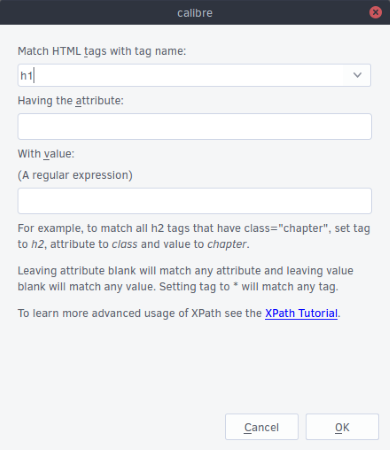 calibre
Match HTML tags with tag name:
h1
Having the attribute:
With value:
(A regular expression)
For example, to match all h2 tags that have class="chapter", set tag
to h2, attribute to class and value to chapter.
Leaving attribute blank will match any attribute and leaving value
blank will match any value. Setting tag to * will match any tag.
To learn more advanced usage of XPath see the XPath Tutorial.
Cancel
OK